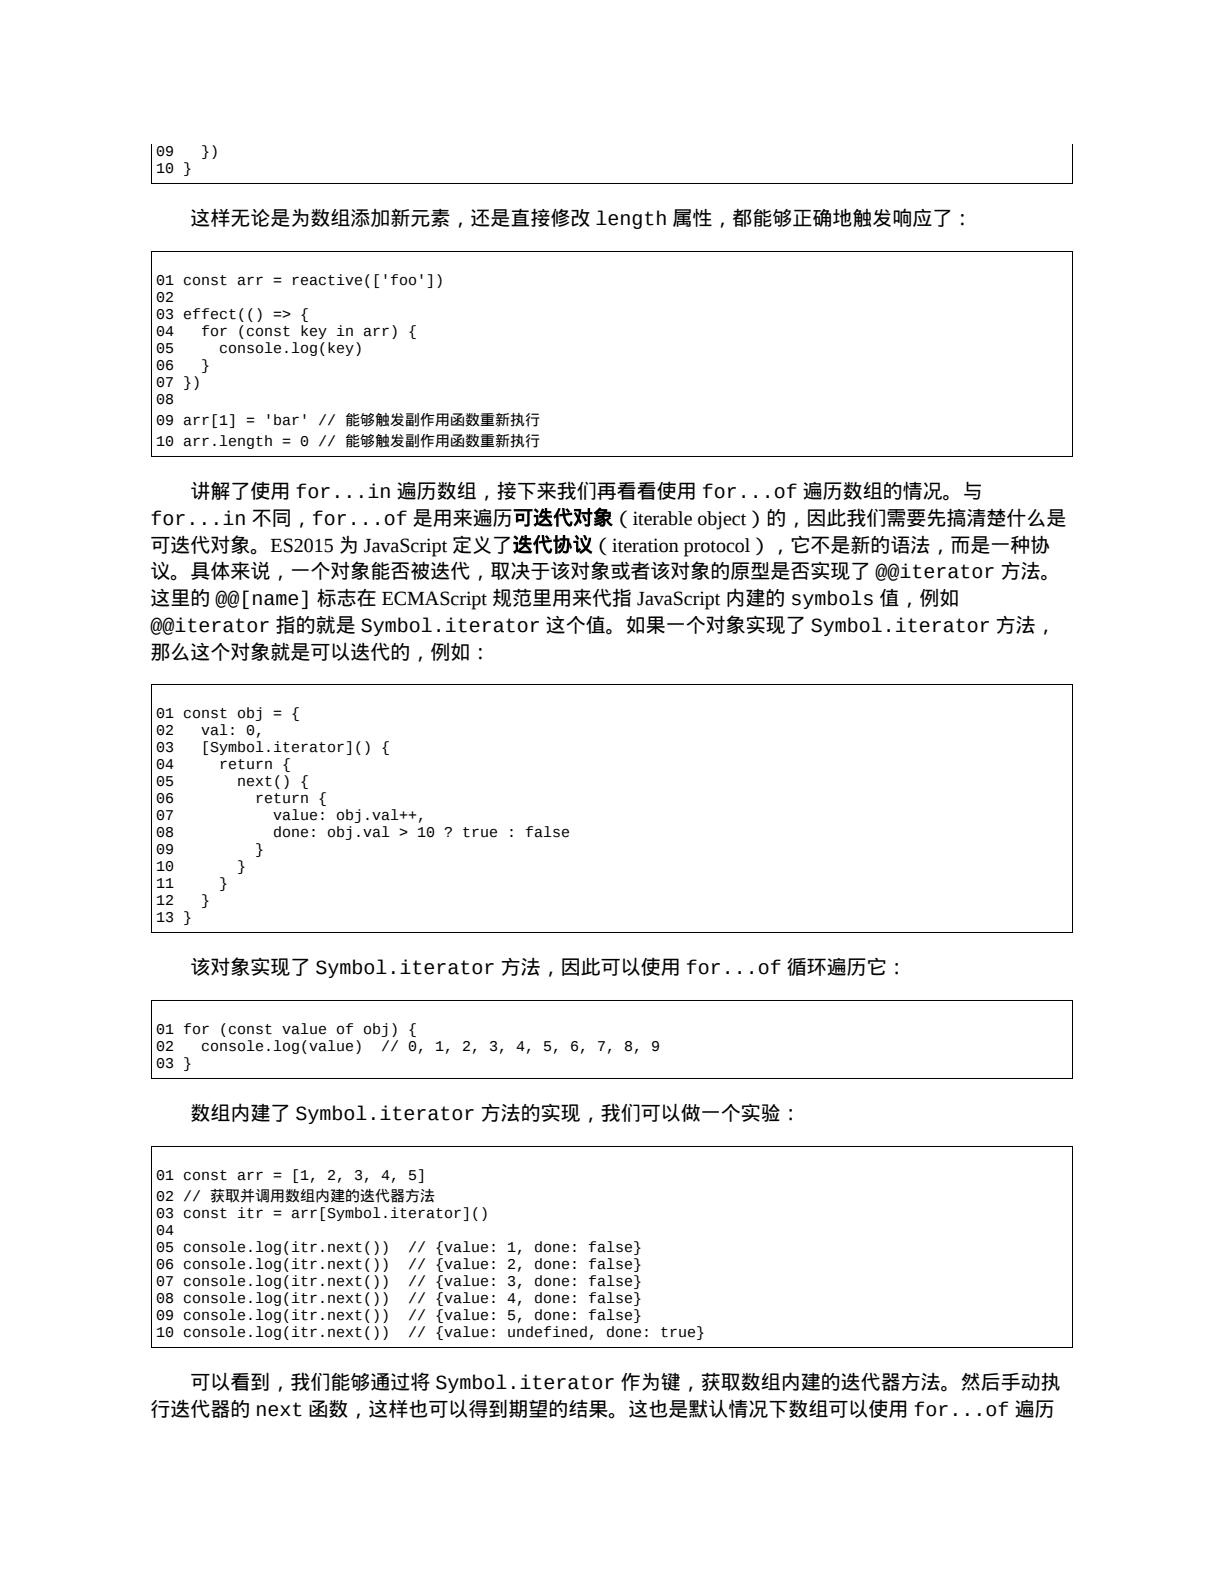 09   })
10 }
这样无论是为数组添加新元素，还是直接修改 length 属性，都能够正确地触发响应了：
01 const arr = reactive(['foo'])
02
03 effect(() => {
04   for (const key in arr) {
05     console.log(key)
06   }
07 })
08
09 arr[1] = 'bar' // 能够触发副作用函数重新执行
10 arr.length = 0 // 能够触发副作用函数重新执行
讲解了使用 for...in 遍历数组，接下来我们再看看使用 for...of 遍历数组的情况。与
for...in 不同，for...of 是用来遍历可迭代对象（iterable object）的，因此我们需要先搞清楚什么是
可迭代对象。ES2015 为 JavaScript 定义了迭代协议（iteration protocol），它不是新的语法，而是一种协
议。具体来说，一个对象能否被迭代，取决于该对象或者该对象的原型是否实现了 @@iterator 方法。
这里的 @@[name] 标志在 ECMAScript 规范里用来代指 JavaScript 内建的 symbols 值，例如
@@iterator 指的就是 Symbol.iterator 这个值。如果一个对象实现了 Symbol.iterator 方法，
那么这个对象就是可以迭代的，例如：
01 const obj = {
02   val: 0,
03   [Symbol.iterator]() {
04     return {
05       next() {
06         return {
07           value: obj.val++,
08           done: obj.val > 10 ? true : false
09         }
10       }
11     }
12   }
13 }
该对象实现了 Symbol.iterator 方法，因此可以使用 for...of 循环遍历它：
01 for (const value of obj) {
02   console.log(value)  // 0, 1, 2, 3, 4, 5, 6, 7, 8, 9
03 }
数组内建了 Symbol.iterator 方法的实现，我们可以做一个实验：
01 const arr = [1, 2, 3, 4, 5]
02 // 获取并调用数组内建的迭代器方法
03 const itr = arr[Symbol.iterator]()
04
05 console.log(itr.next())  // {value: 1, done: false}
06 console.log(itr.next())  // {value: 2, done: false}
07 console.log(itr.next())  // {value: 3, done: false}
08 console.log(itr.next())  // {value: 4, done: false}
09 console.log(itr.next())  // {value: 5, done: false}
10 console.log(itr.next())  // {value: undefined, done: true}
可以看到，我们能够通过将 Symbol.iterator 作为键，获取数组内建的迭代器方法。然后手动执
行迭代器的 next 函数，这样也可以得到期望的结果。这也是默认情况下数组可以使用 for...of 遍历